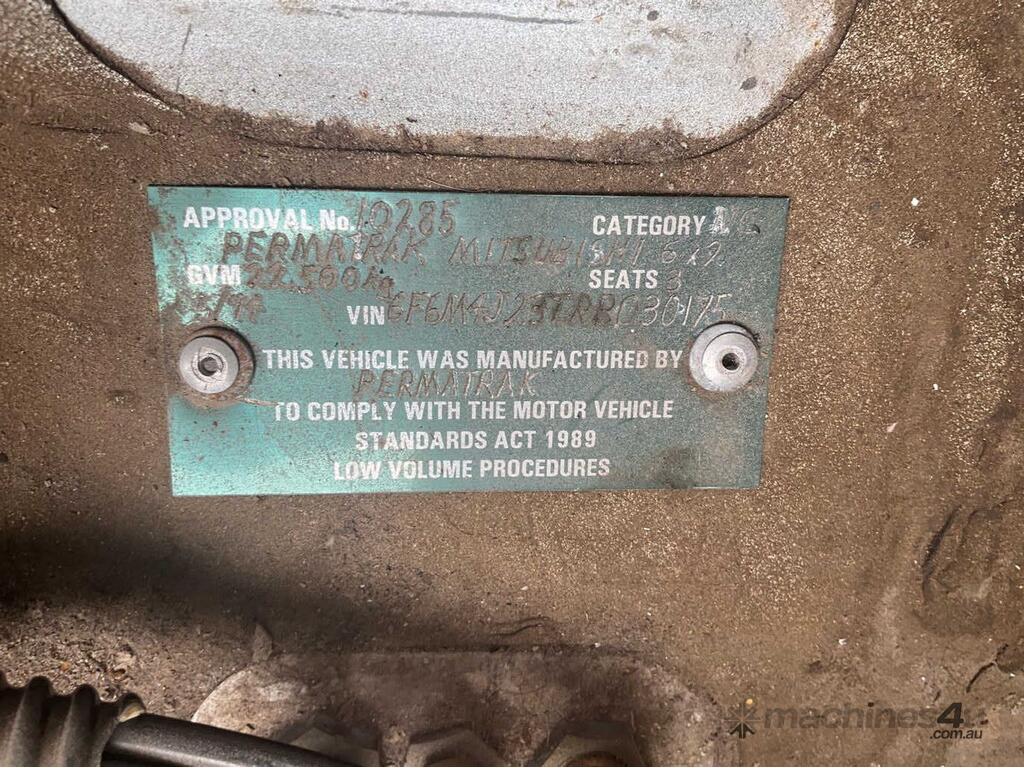 APPROVAL No. 10285 CATEGORY NC
PERMATRAK MITSUBISHI 6x2
GVM 22.500kg SEATS 3
VIN
THIS VEHICLE WAS MANUFACTURED BY
PERMATRAK
TO COMPLY WITH THE MOTOR VEHICLE
STANDARDS ACT 1989
LOW VOLUME PROCEDURES
machines4u
.com.au